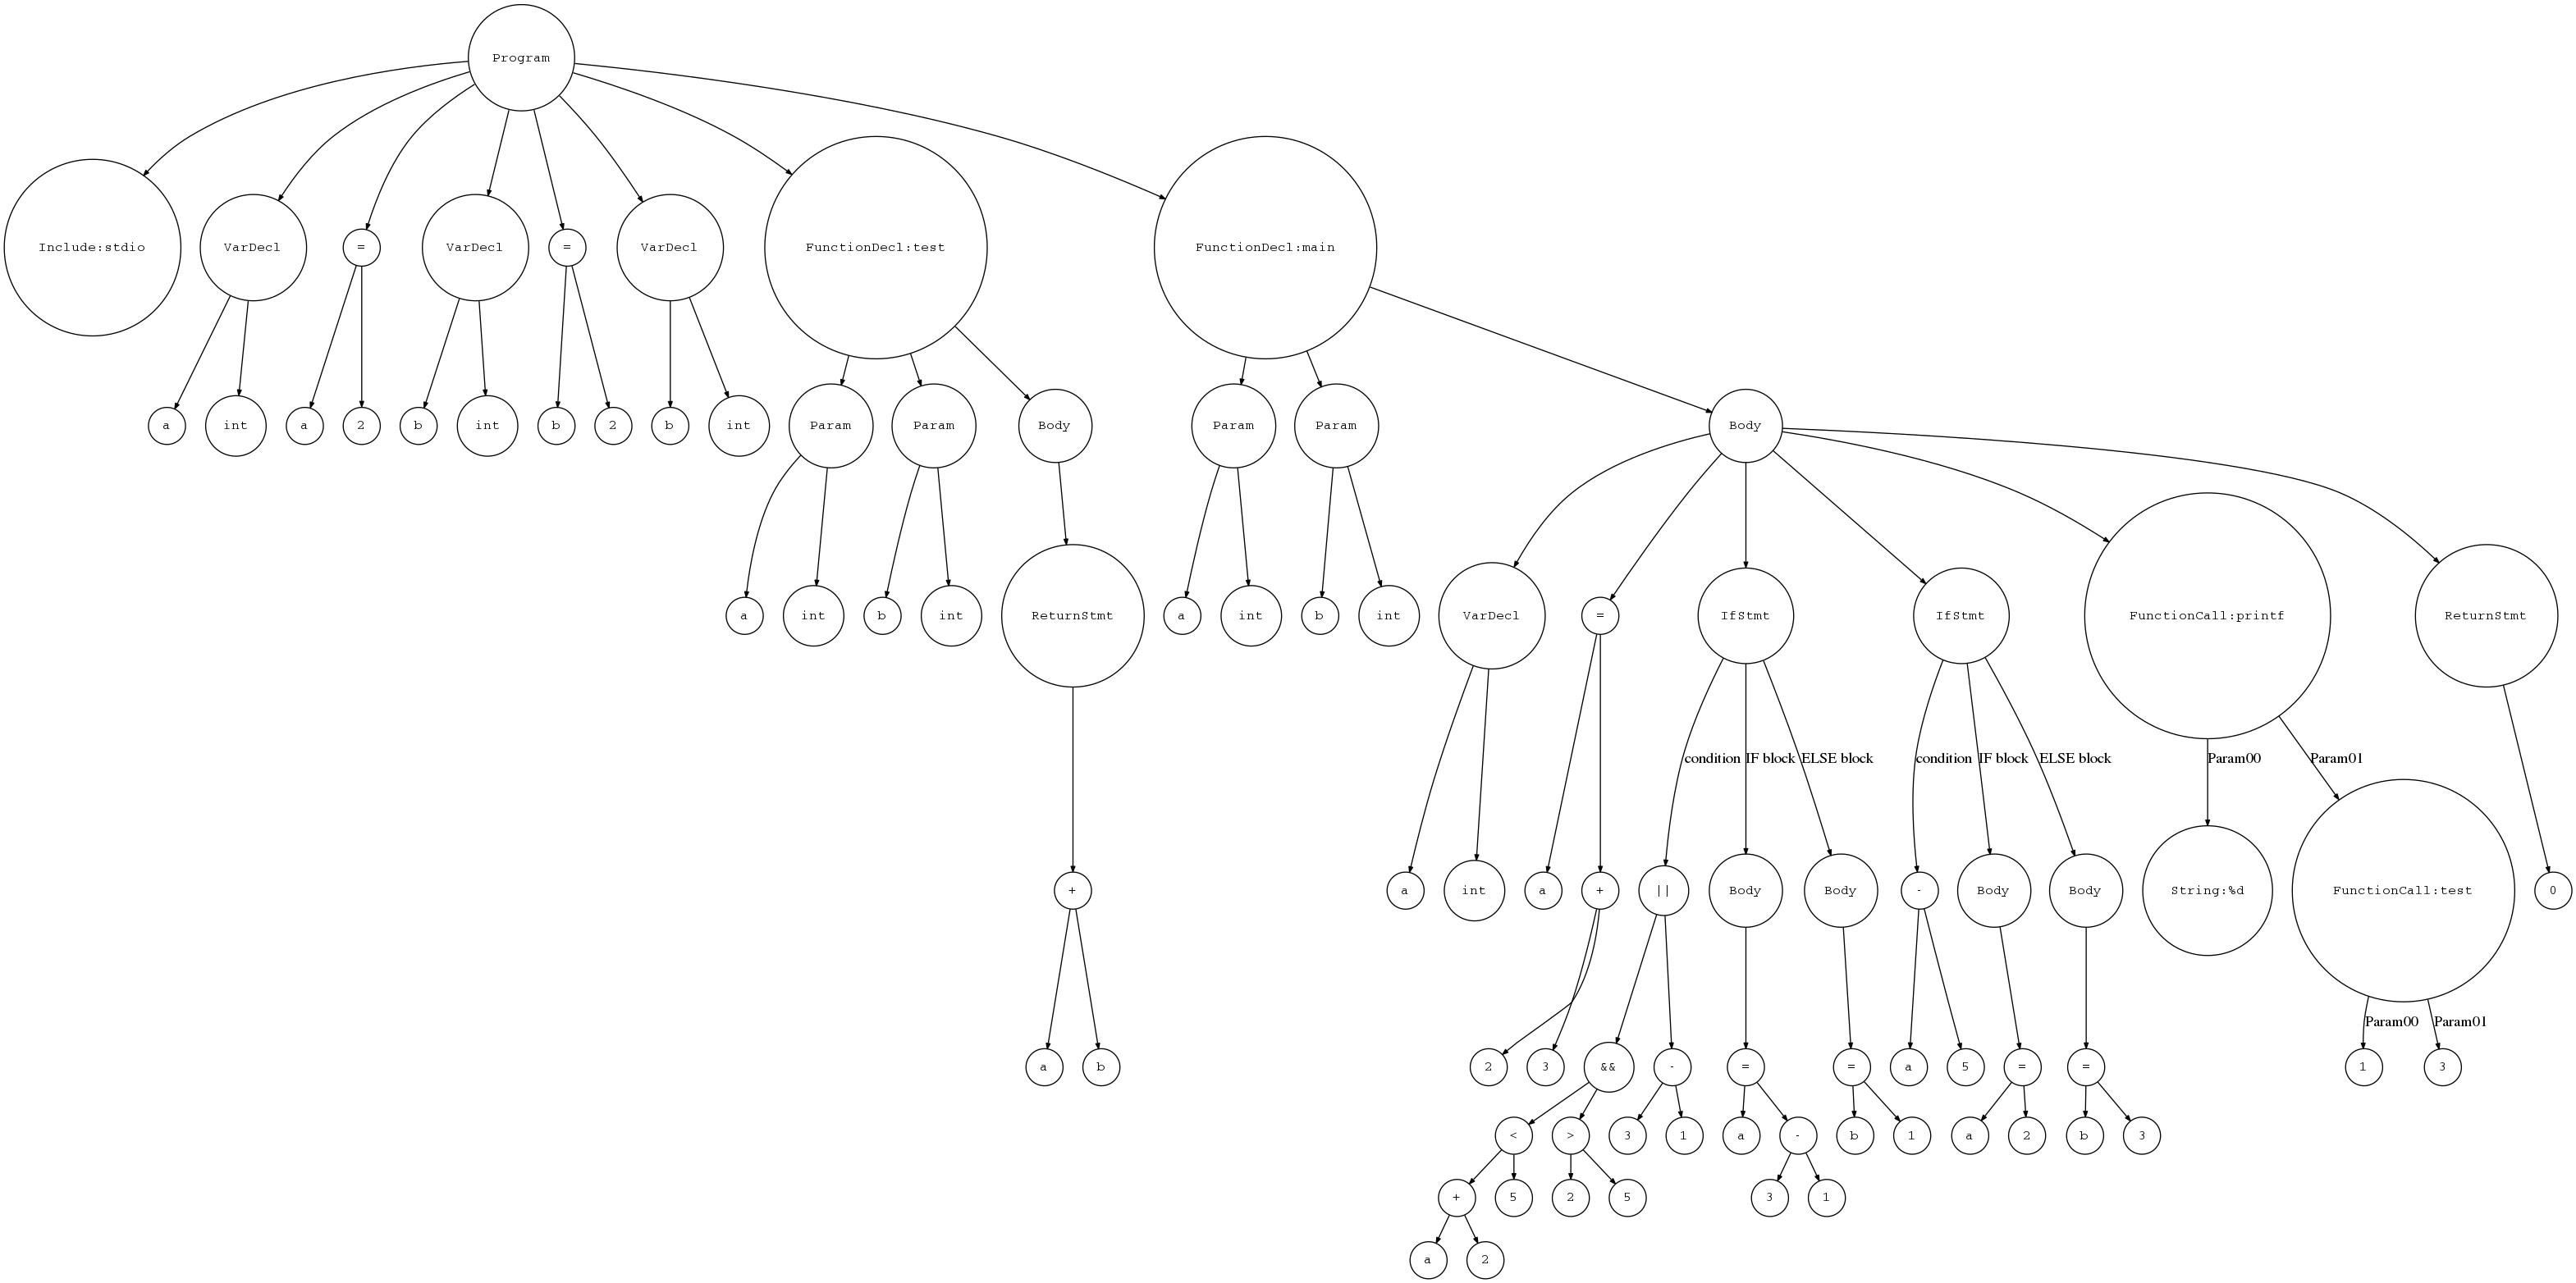 Program
Include:stdio
VarDecl
=
VarDecl
=
VarDecl
FunctionDecl:test
FunctionDecl:main
a
int
a
2
b
int
b
2
b
int
Param
Param
Body
Param
Param
Body
a
int
b
int
ReturnStmt
a
int
b
int
VarDecl
=
IfStmt
IfStmt
FunctionCall:printf
ReturnStmt
condition
IF block
ELSE block
condition
IF block
ELSE block
Param00
Param01
+
a
int
a
+
||
Body
Body
-
Body
Body
String:%d
FunctionCall:test
0
Param00
Param01
a
b
2
3
&&
-
=
=
a
5
=
=
1
3
<
>
3
1
a
-
b
1
a
2
b
3
+
5
2
5
3
1
a
2